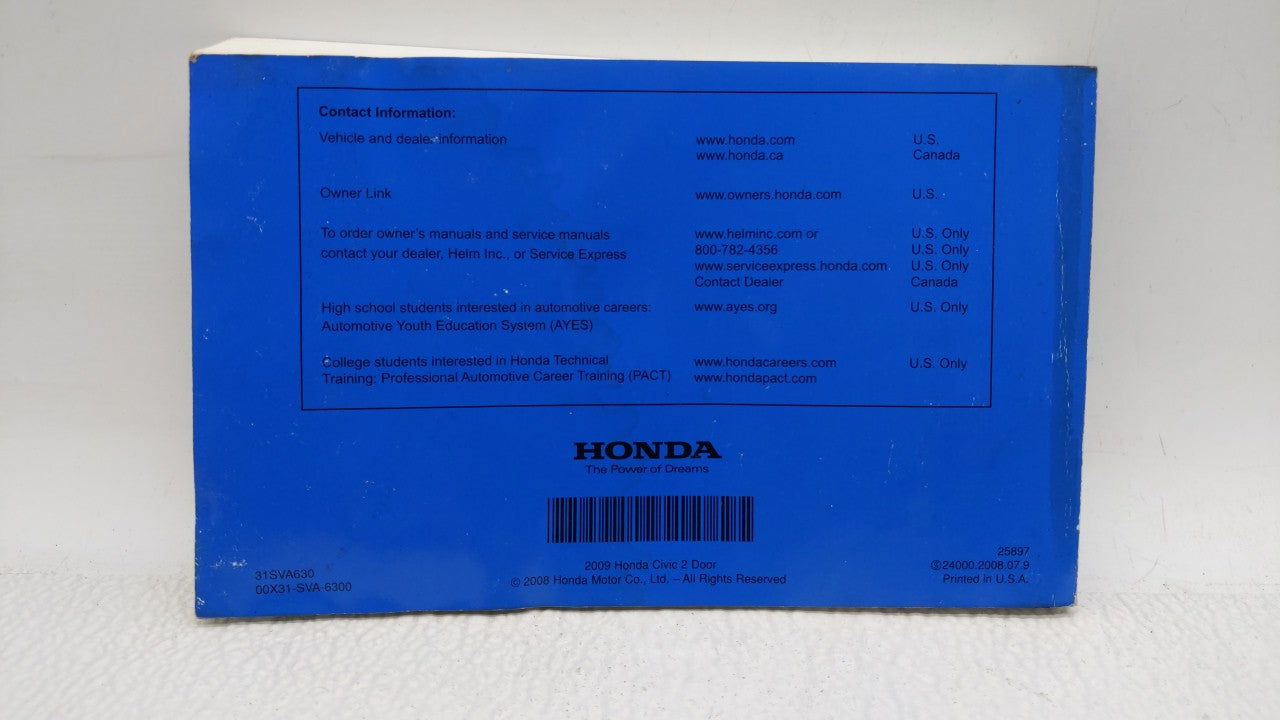 Contact Information:
Vehicle and dealer information www.honda.com U.S.
www.honda.ca Canada
Owner Link www.owners.honda.com U.S.
To order owner's manuals and service manuals www.helminc.com or U.S. Only
contact your dealer, Helm Inc., or Service Express 800-782-4356 U.S. Only
www.serviceexpress.honda.com U.S. Only
Contact Dealer Canada
High school students interested in automotive careers: www.ayes.org U.S. Only
Automotive Youth Education System (AYES)
College students interested in Honda Technical www.hondacareers.com U.S. Only
Training: Professional Automotive Career Training (PACT) www.hondapact.com
HONDA
The Power of Dreams
31SVA630
00X31-SVA-6300
2009 Honda Civic 2 Door
© 2008 Honda Motor Co., Ltd. – All Rights Reserved
25897
Ⓢ24000.2008.07.9
Printed in U.S.A.